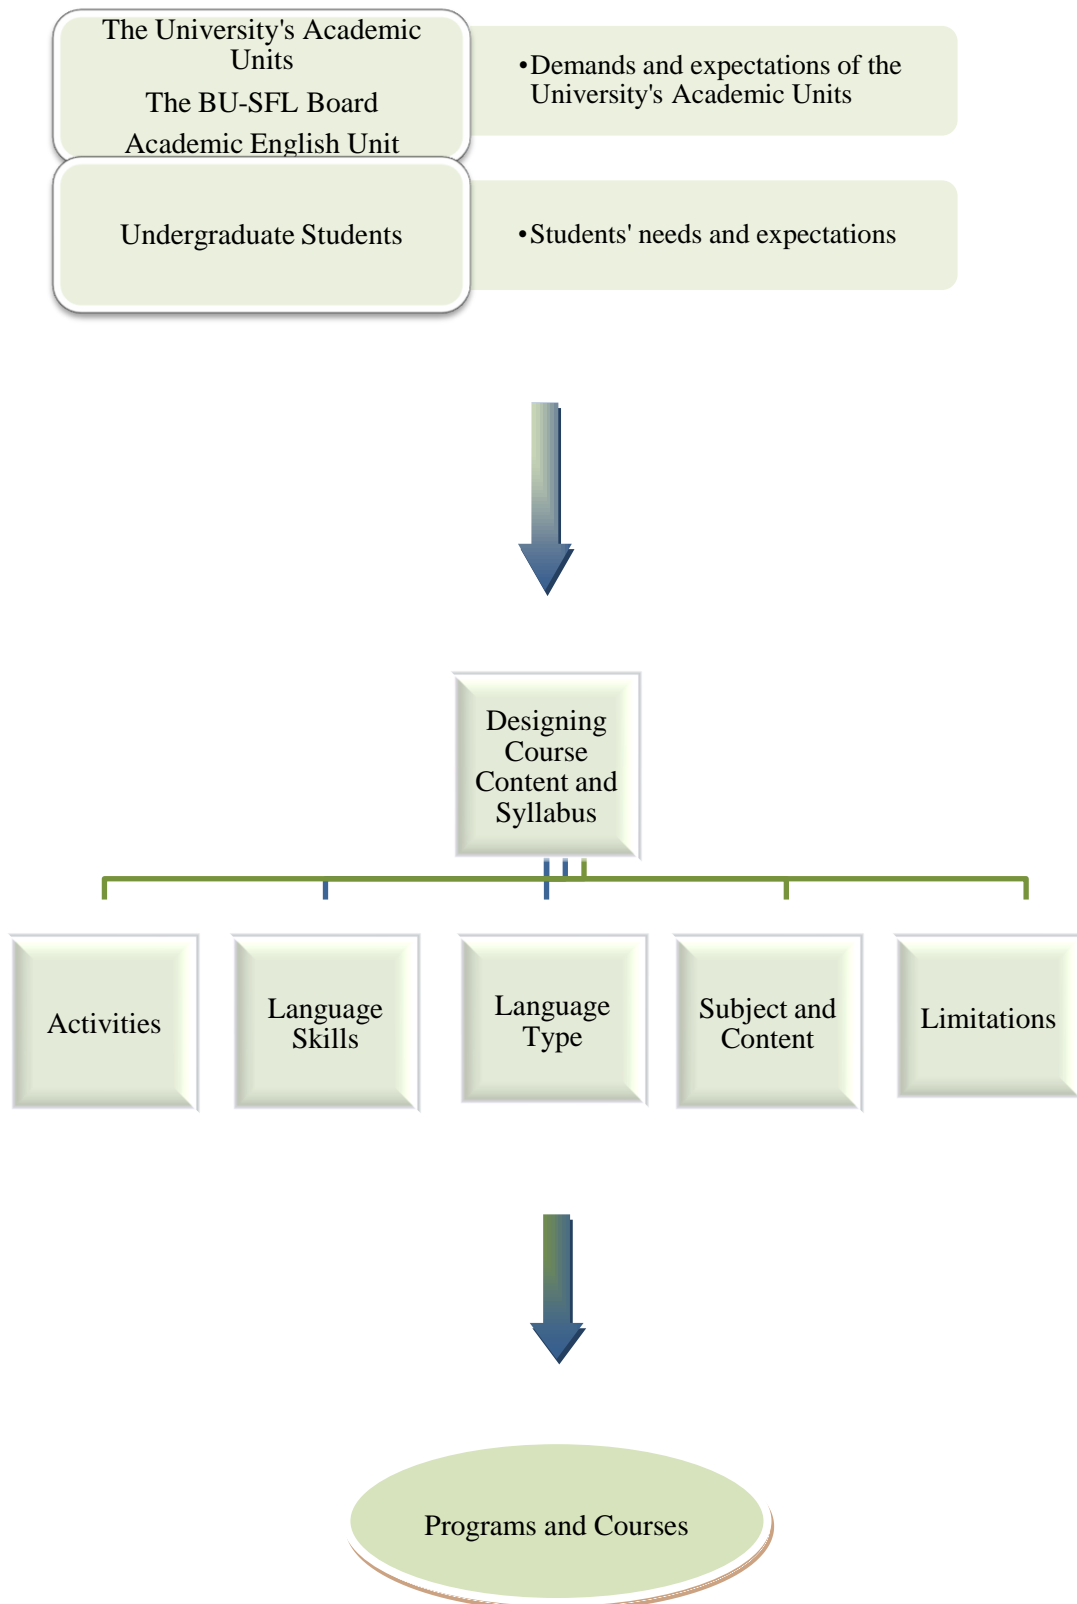 The University's Academic
Units
The BU-SFL Board
Academic English Unit
•Demands and expectations of the
University's Academic Units
Undergraduate Students
•Students' needs and expectations
Designing
Course
Content and
Syllabus
Activities
Language
Skills
Language
Type
Subject and
Content
Limitations
Programs and Courses